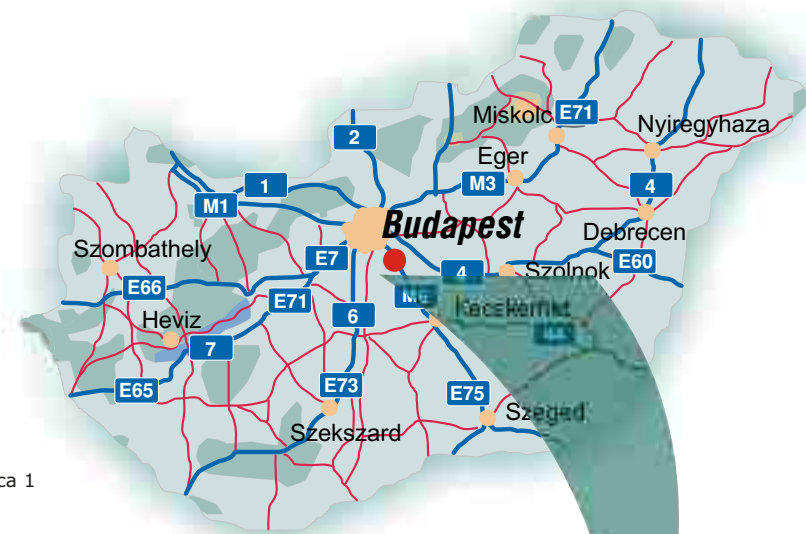 2
Miskolc
E71
Nyiregyhaza
Eger
1
M3
4
M1
Budapest
Debrecen
Szombathely
E7
4
Szolnok
E60
E66
E71
Kecskemet
Heviz
6
7
E65
E73
E75
Szeged
Szekszard
ca 1